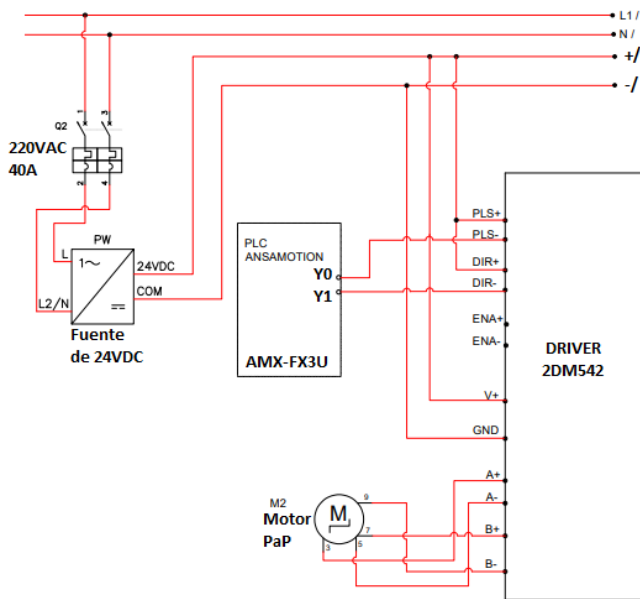 L1 /
N /
+/
-/
1
3
Q2
220VAC
40A
2
4
PW
L
1~
24VDC
COM
L2/N
Fuente
de 24VDC
PLC
ANSAMOTION
Y0
Y1
AMX-FX3U
PLS+
PLS-
DIR+
DIR-
ENA+
ENA-
DRIVER
2DM542
V+
GND
A+
A-
B+
B-
M2
Motor
PaP
M
9
7
3
5